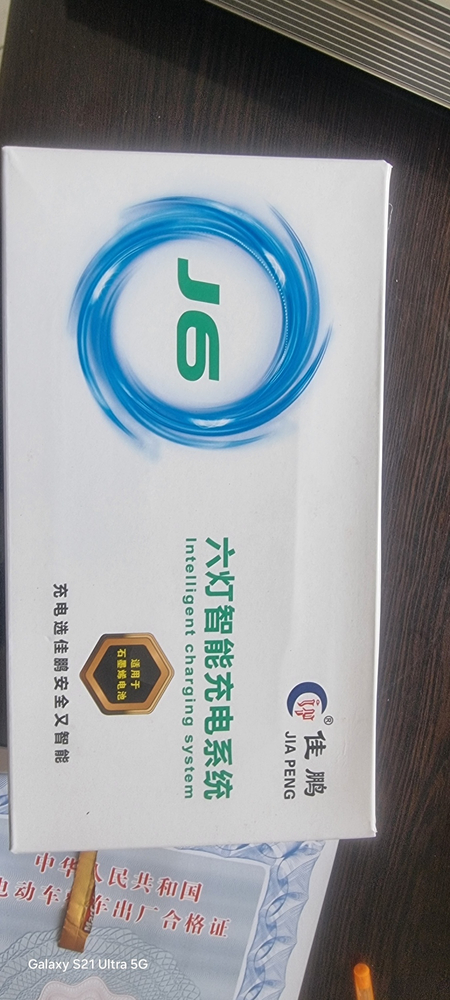 佳鹏
®
JIA PENG
J6
六灯智能充电系统
Intelligent charging system
适用于
石墨烯电池
充电选佳鹏安全又智能
中华人民共和国
电动车整车出厂合格证
Galaxy S21 Ultra 5G